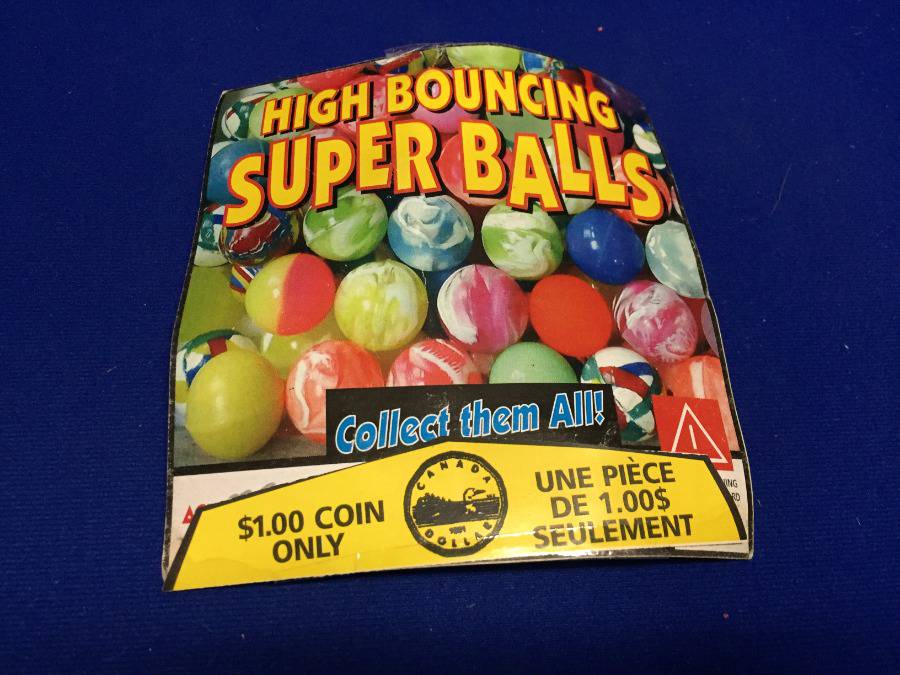 HIGH BOUNCING
SUPER BALLS
Collect them All!
$1.00 COIN
ONLY
CANADA
DOLLAR
UNE PIÈCE
DE 1.00$
SEULEMENT